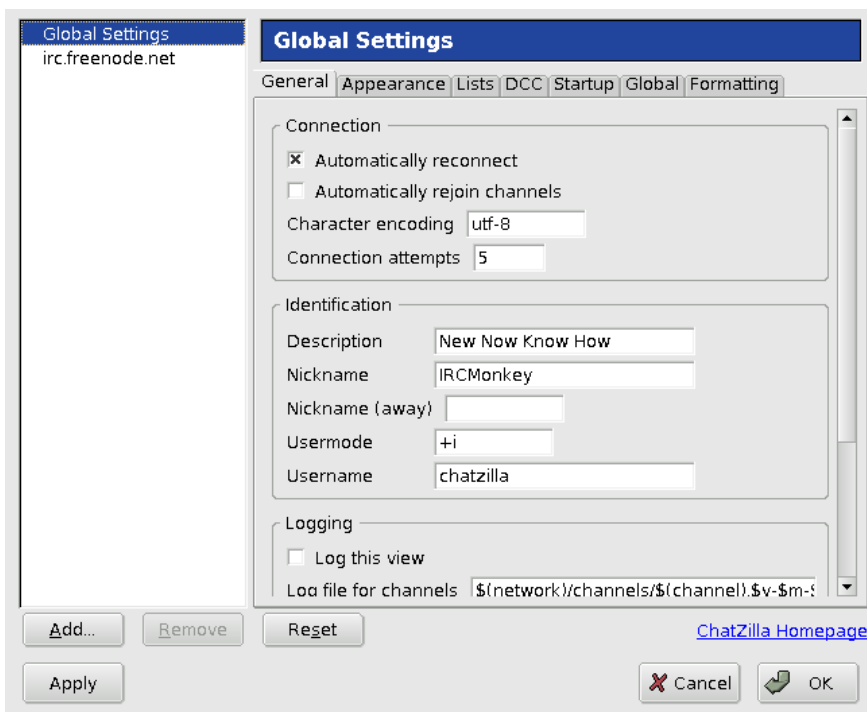 Global Settings
irc.freenode.net
Global Settings
General Appearance Lists DCC Startup Global Formatting
Connection
Automatically reconnect
Automatically rejoin channels
Character encoding utf-8
Connection attempts 5
Identification
Description New Now Know How
Nickname IRCMonkey
Nickname (away)
Usermode +i
Username chatzilla
Logging
Log this view
Log file for channels $(network)/channels/$(channel).$v-$m-$
Add... Remove Reset ChatZilla Homepage
Apply Cancel OK